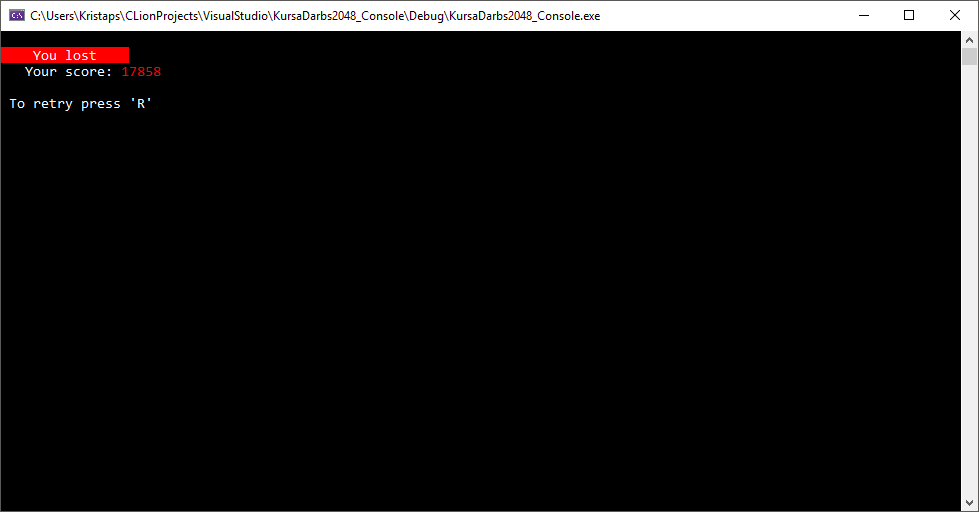 C:\Users\Kristaps\CLionProjects\VisualStudio\KursaDarbs2048_Console\Debug\KursaDarbs2048_Console.exe
You lost
Your score: 17858
To retry press 'R'